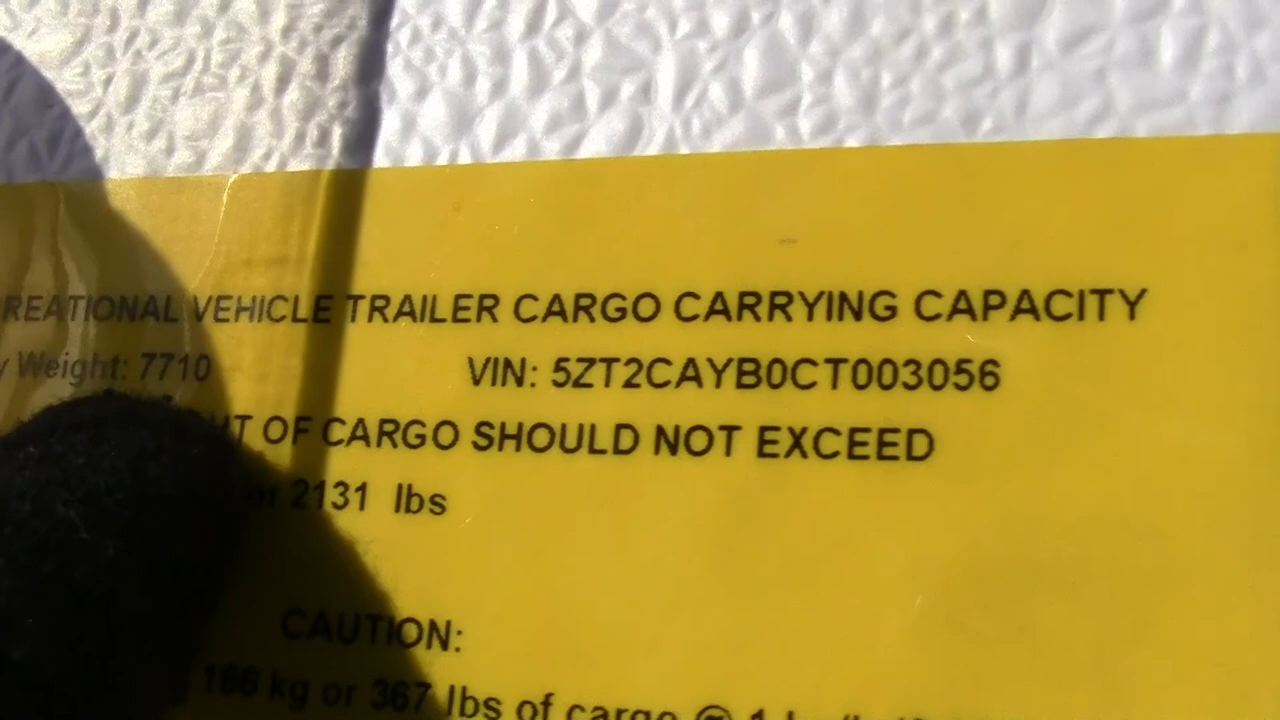 REATIONAL VEHICLE TRAILER CARGO CARRYING CAPACITY
y Weight: 7710 VIN: 5ZT2CAYB0CT003056
HT OF CARGO SHOULD NOT EXCEED
or 2131 lbs
CAUTION:
166 kg or 367 lbs of cargo @ 1